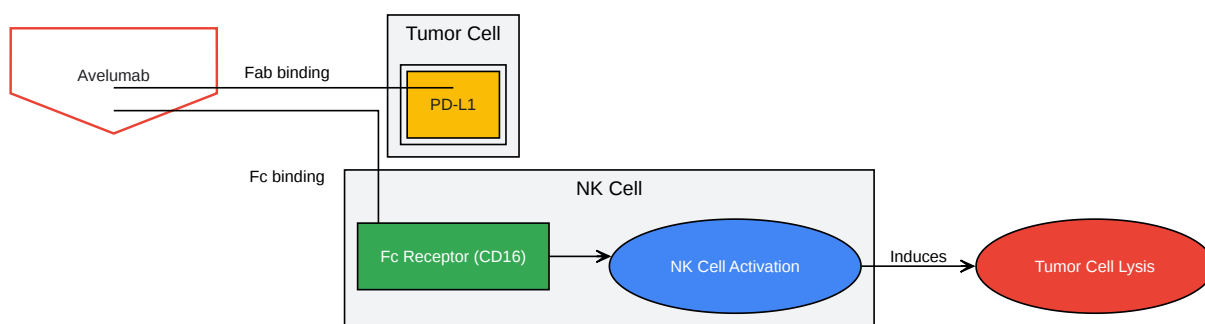 Tumor Cell
Avelumab
Fab binding
PD-L1
Fc binding
NK Cell
Fc Receptor (CD16)
NK Cell Activation
Induces
Tumor Cell Lysis